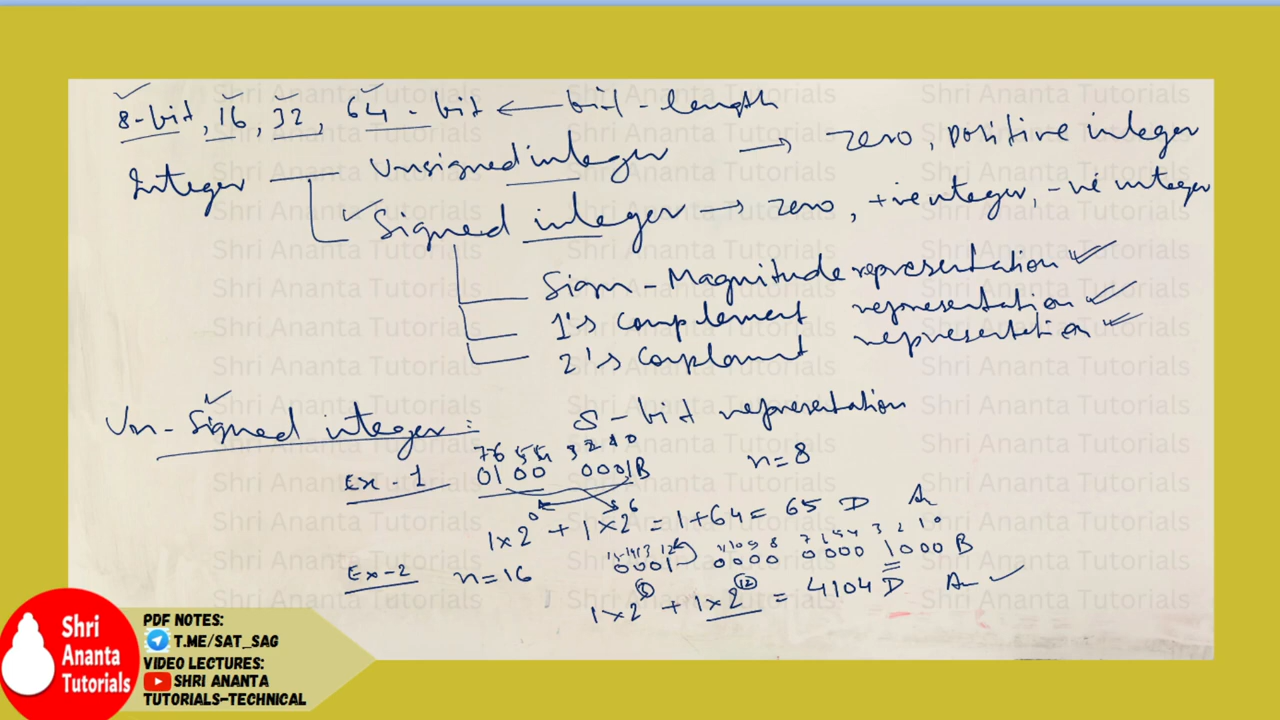 8-bit, 16, 32, 64-bit ← bit-length
Integer Unsigned integer → zero, positive integer
Signed integer → zero, +ve integer, -ve integer
Sign-Magnitude representation
1's complement representation
2's complement representation
Un-signed integer: 8-bit representation
7 6 5 4 3 2 1 0
Ex-1 0100 0001B n=8
1×2^0 + 1×2^6 = 1+64 = 65 D
15 14 13 12 11 10 9 8 7 6 5 4 3 2 1 0
Ex-2 n=16 0001 0000 0000 1000 B
+ 1×2^12 = 4104 D
Shri
Ananta
Tutorials
PDF NOTES:
T.ME/SAT_SAG
VIDEO LECTURES:
SHRI ANANTA
TUTORIALS-TECHNICAL